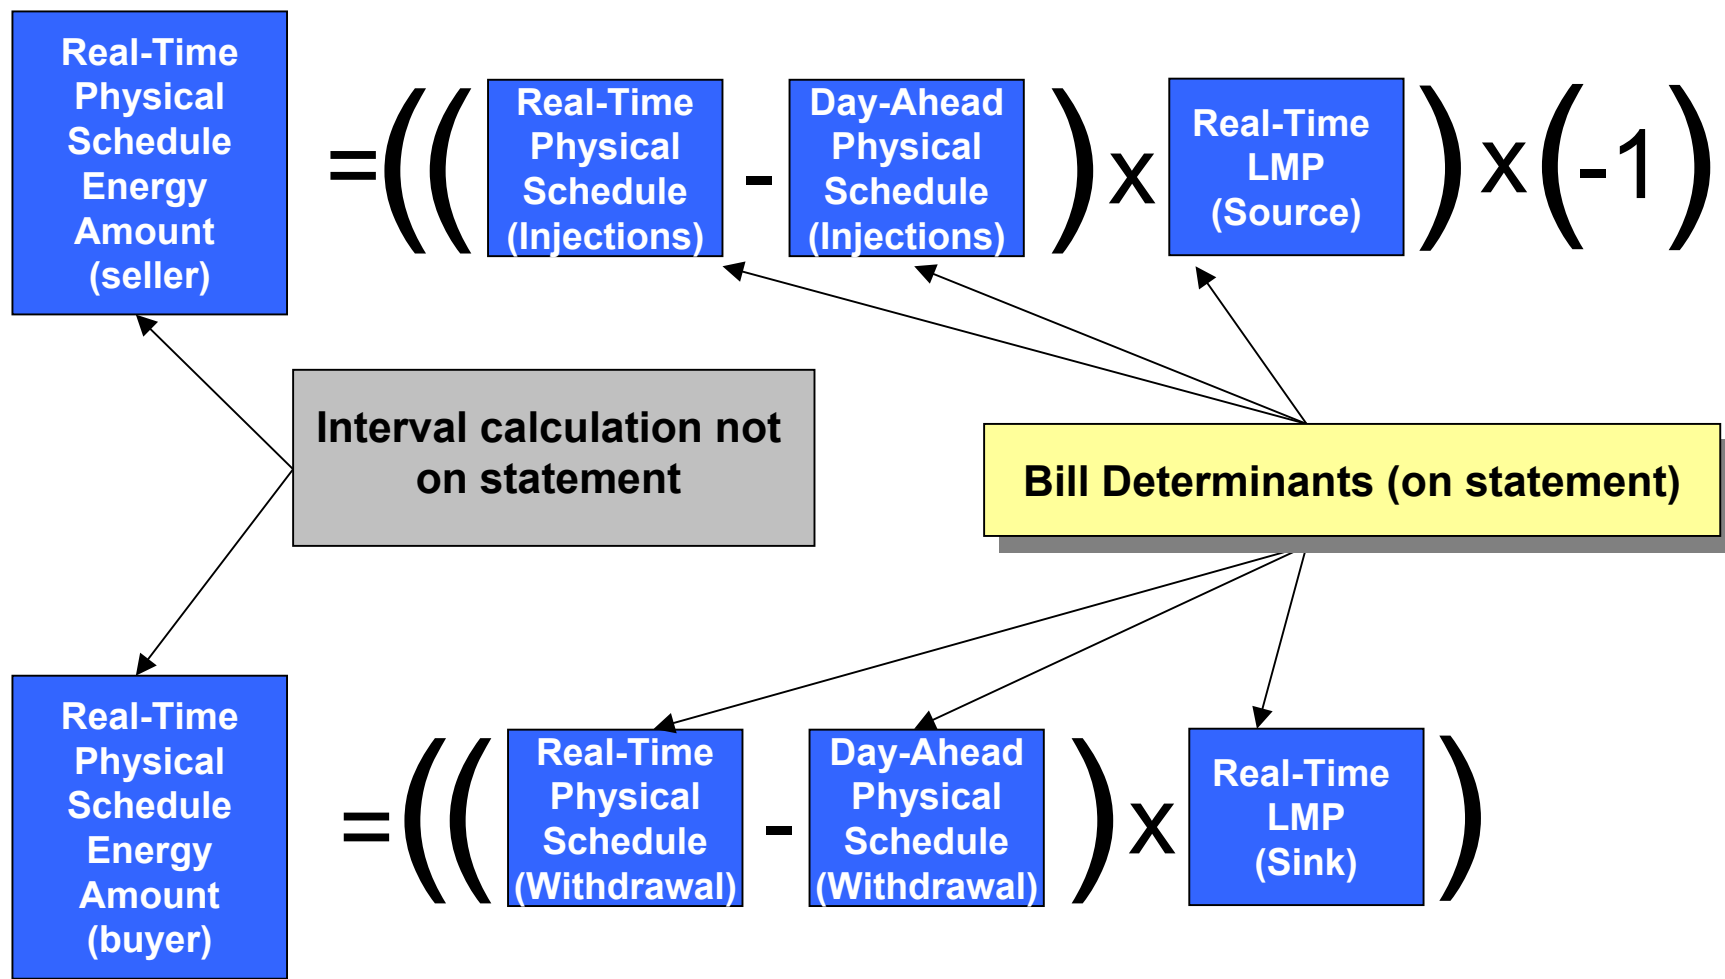 Real-Time
Physical
Schedule
Energy
Amount
(seller)
=((
Real-Time
Physical
Schedule
(Injections)
-
Day-Ahead
Physical
Schedule
(Injections)
)x
Real-Time
LMP
(Source)
)x(-1)
Interval calculation not
on statement
Bill Determinants (on statement)
Real-Time
Physical
Schedule
Energy
Amount
(buyer)
=((
Real-Time
Physical
Schedule
(Withdrawal)
-
Day-Ahead
Physical
Schedule
(Withdrawal)
)x
Real-Time
LMP
(Sink)
)